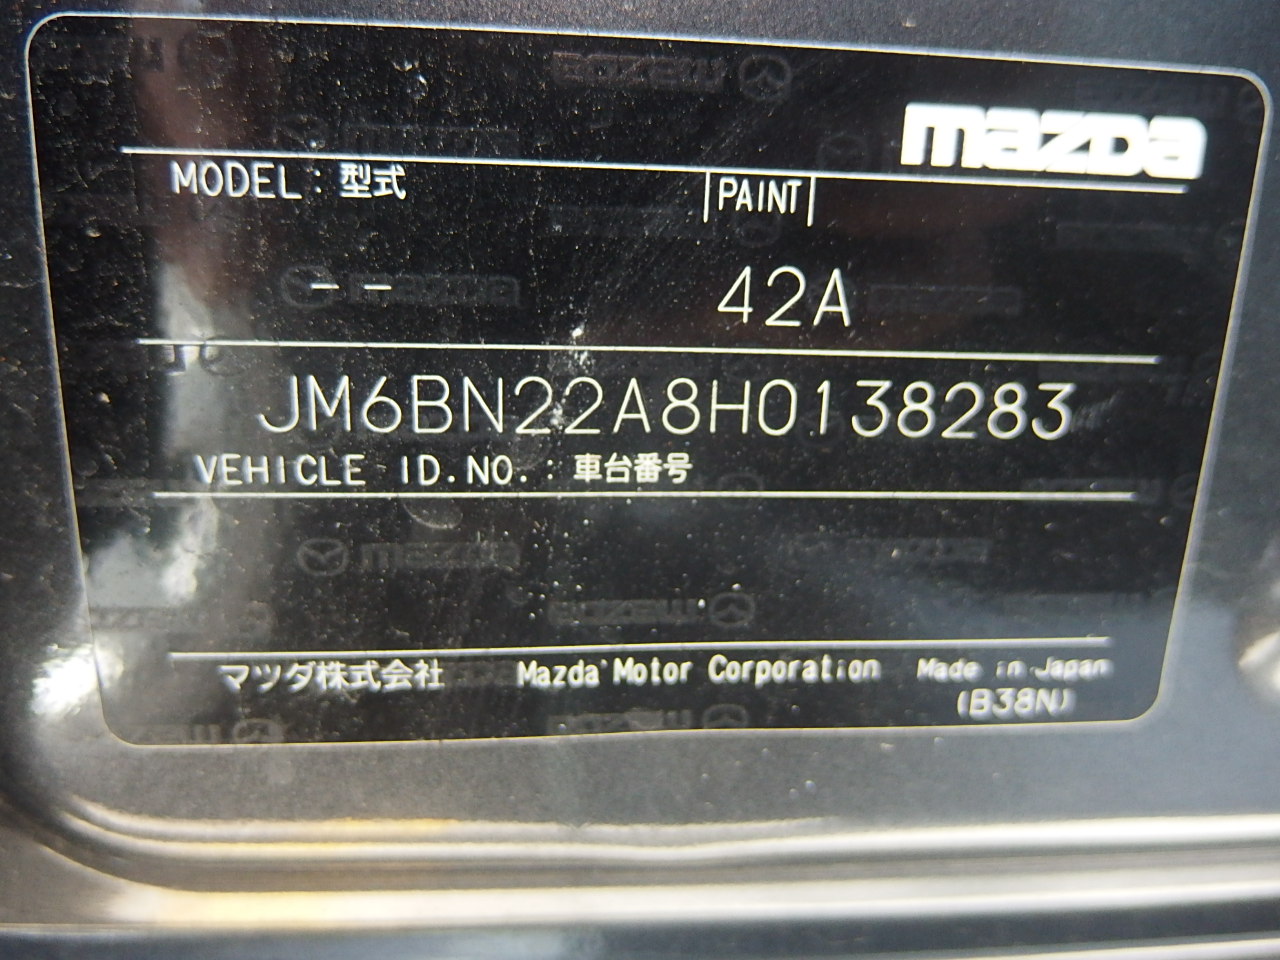 mazda
MODEL : 型式
PAINT
-- 42A
JM6BN22A8H0138283
VEHICLE ID.NO. : 車台番号
マツダ株式会社 Mazda Motor Corporation Made in Japan
(B38N)